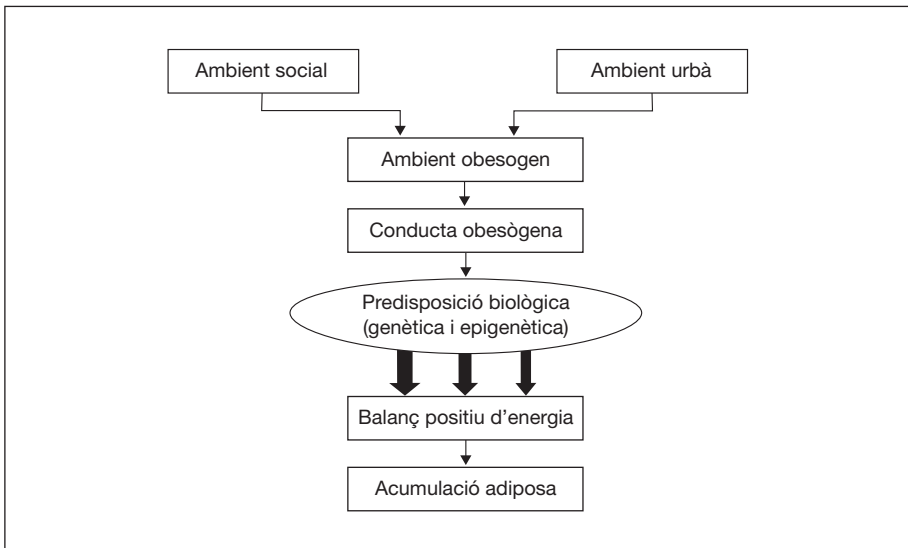 Ambient social
Ambient urbà
Ambient obesogen
Conducta obesògena
Predisposició biològica
(genètica i epigenètica)
Balanç positiu d'energia
Acumulació adiposa